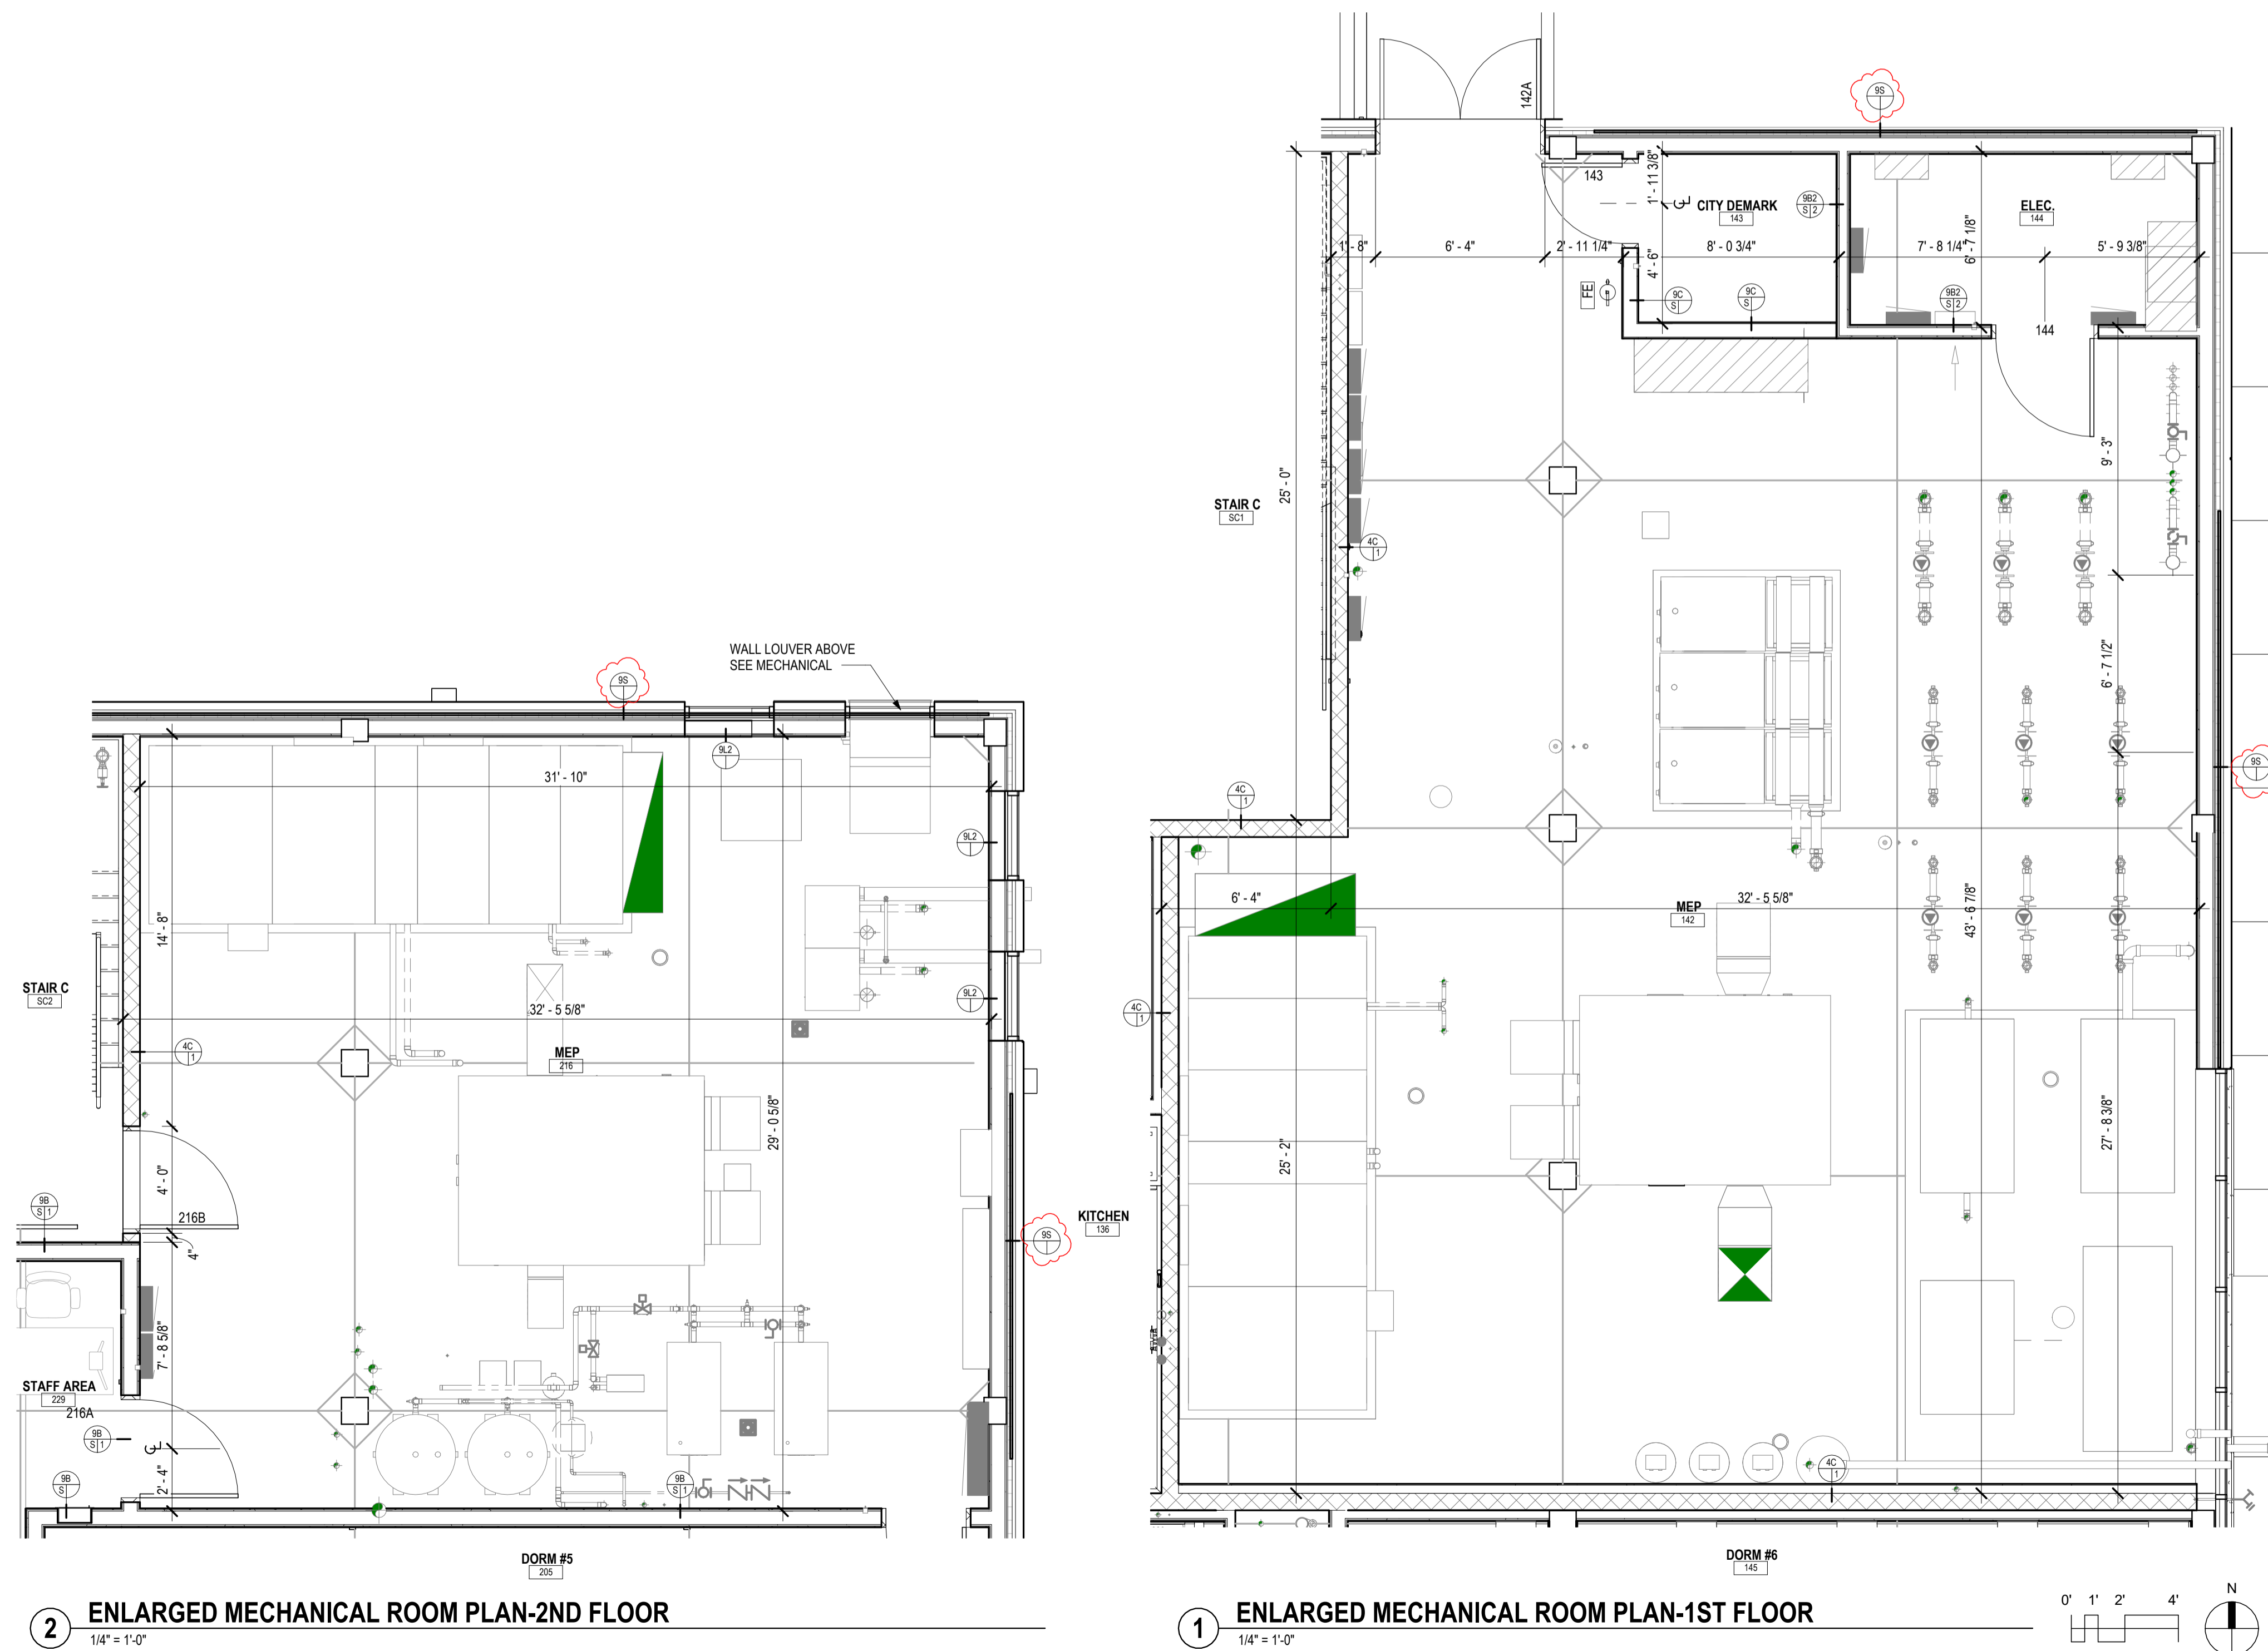 142A
9S
143
1' - 11 3/8"
CITY DEMARK
143
9B2
S 2
ELEC.
144
1' - 8"
6' - 4"
2' - 11 1/4"
8' - 0 3/4"
7' - 8 1/4"
6' - 7 1/8"
5' - 9 3/8"
4' - 6"
FE
9C
S
9C
S
9B2
S 2
144
9' - 3"
25' - 0"
STAIR C
SC1
4C
1
6' - 7 1/2"
9S
4C
1
6' - 4"
MEP
142
32' - 5 5/8"
43' - 6 7/8"
4C
1
25' - 2"
27' - 8 3/8"
KITCHEN
136
4C
1
DORM #6
145
1
ENLARGED MECHANICAL ROOM PLAN-1ST FLOOR
1/4" = 1'-0"
0' 1' 2' 4'
N
WALL LOUVER ABOVE
SEE MECHANICAL
9S
9L2
31' - 10"
9L2
14' - 8"
STAIR C
SC2
9L2
32' - 5 5/8"
4C
1
MEP
216
29' - 0 5/8"
4' - 0"
9B
S 1
216B
4"
9S
7' - 8 5/8"
STAFF AREA
229
216A
9B
S 1
2' - 4"
9B
S
9B
S 1
DORM #5
205
2
ENLARGED MECHANICAL ROOM PLAN-2ND FLOOR
1/4" = 1'-0"